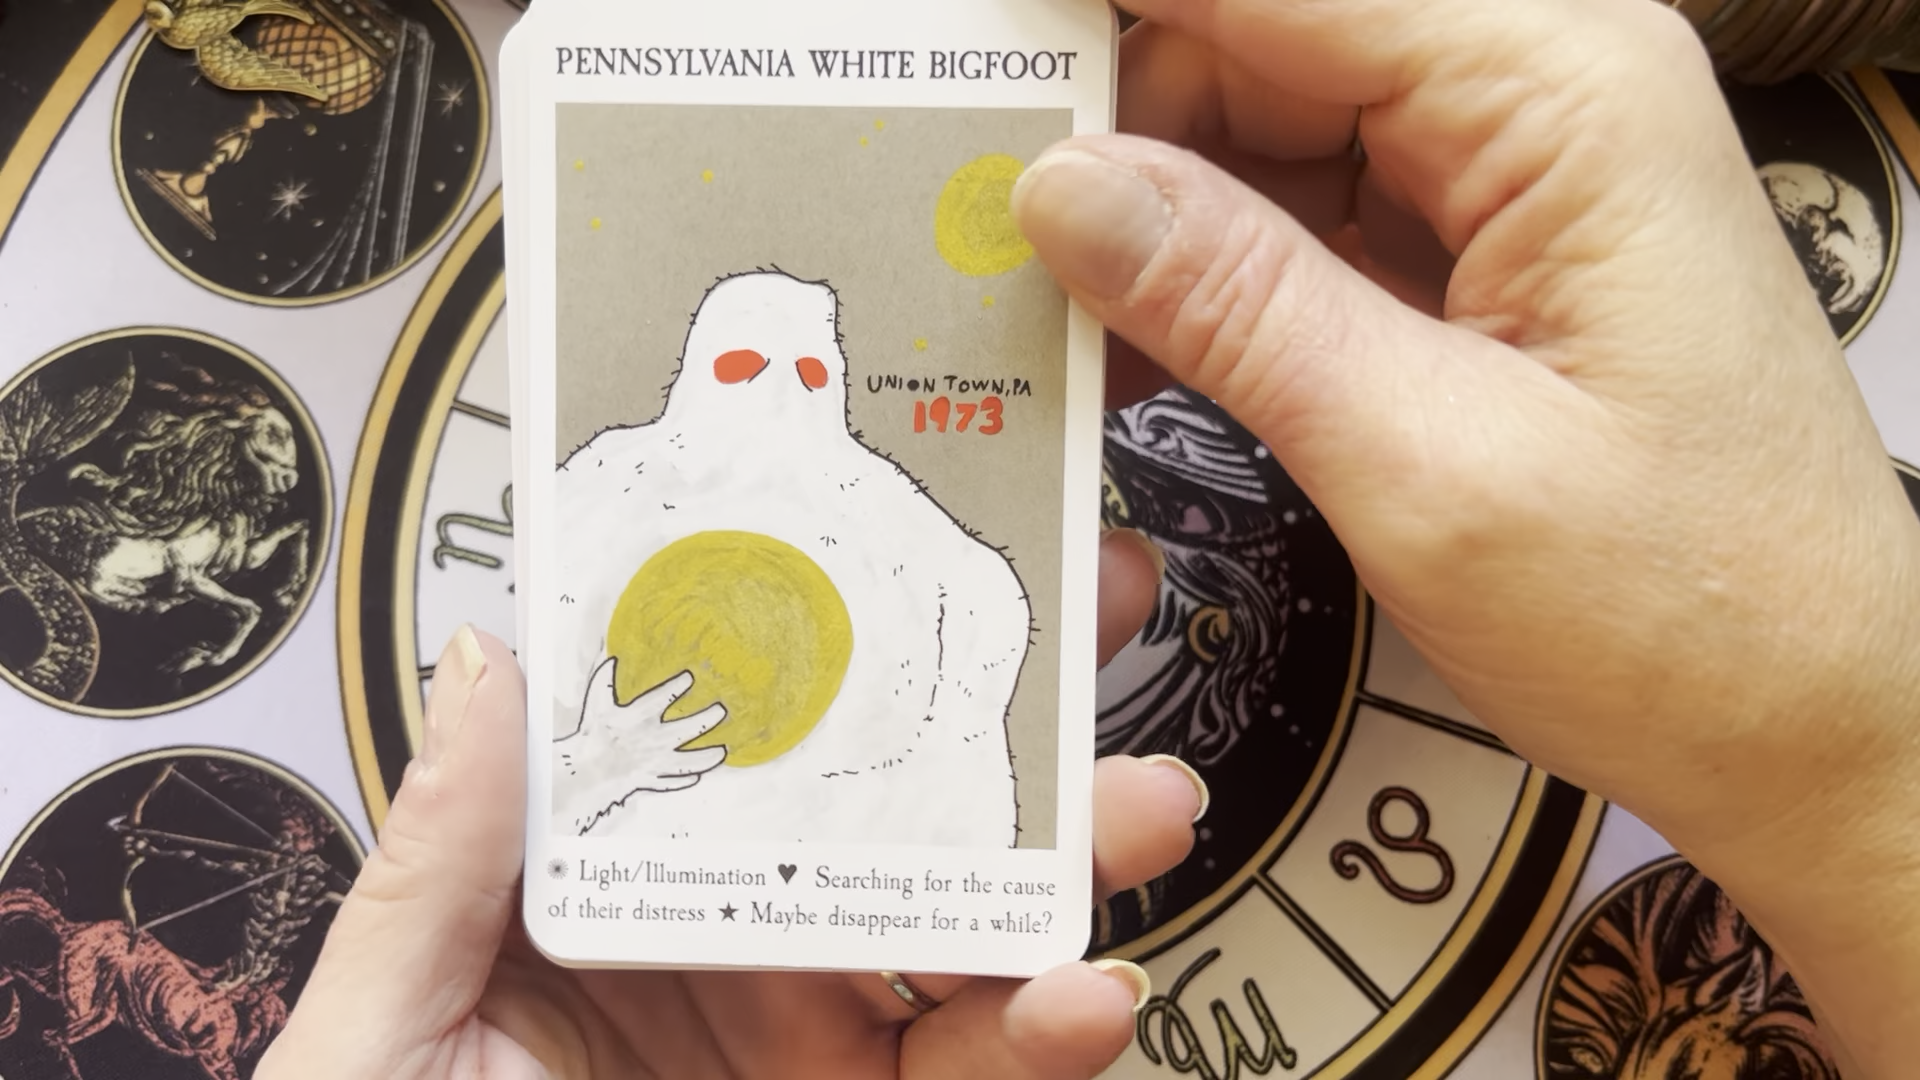 PENNSYLVANIA WHITE BIGFOOT
UNION TOWN, PA
1973
Light/Illumination ♥ Searching for the cause
of their distress ★ Maybe disappear for a while?